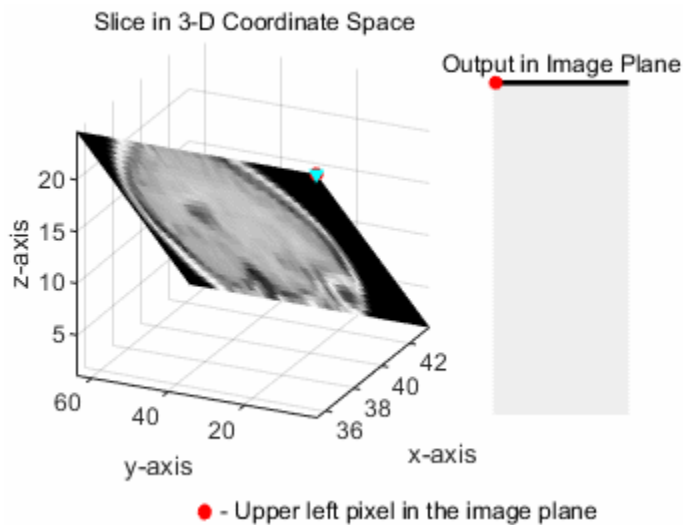 Slice in 3-D Coordinate Space
Output in Image Plane
z-axis
20
15
10
5
60
40
20
y-axis
36
38
40
42
x-axis
- Upper left pixel in the image plane